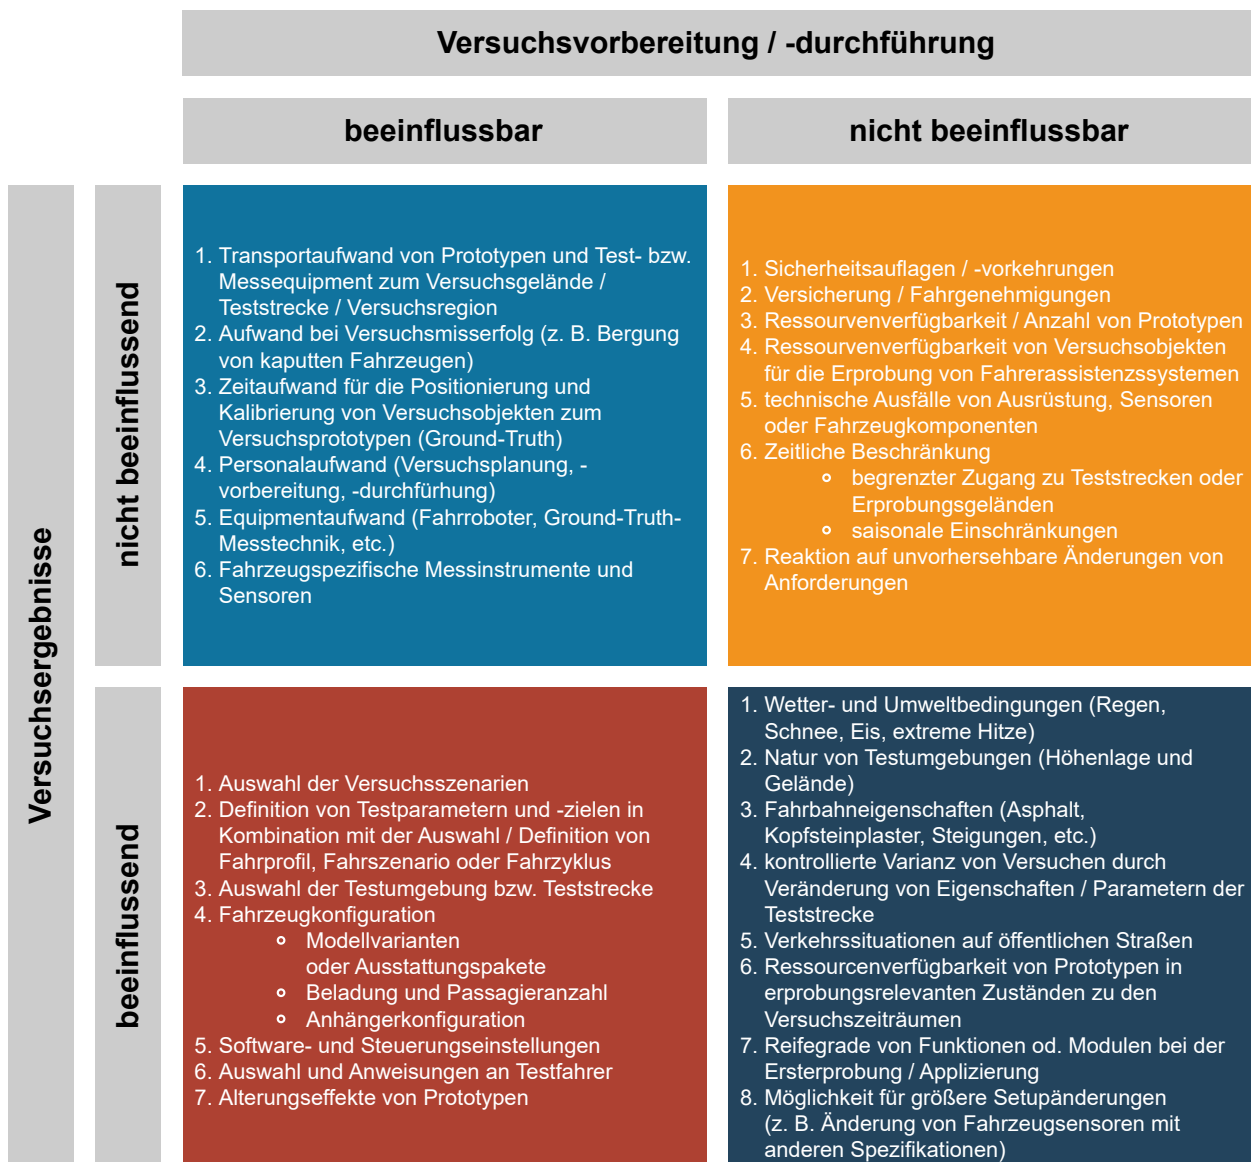 Versuchsvorbereitung / -durchführung
beeinflussbar
nicht beeinflussbar
Versuchsergebnisse
nicht beeinflussend
1. Transportaufwand von Prototypen und Test- bzw.
Messequipment zum Versuchsgelände /
Teststrecke / Versuchsregion
2. Aufwand bei Versuchsmisserfolg (z. B. Bergung
von kaputten Fahrzeugen)
3. Zeitaufwand für die Positionierung und
Kalibrierung von Versuchsobjekten zum
Versuchsprototypen (Ground-Truth)
4. Personalaufwand (Versuchsplanung, -
vorbereitung, -durchfürhung)
5. Equipmentaufwand (Fahrroboter, Ground-Truth-
Messtechnik, etc.)
6. Fahrzeugspezifische Messinstrumente und
Sensoren
1. Sicherheitsauflagen / -vorkehrungen
2. Versicherung / Fahrgenehmigungen
3. Ressourvenverfügbarkeit / Anzahl von Prototypen
4. Ressourvenverfügbarkeit von Versuchsobjekten
für die Erprobung von Fahrerassistenzssystemen
5. technische Ausfälle von Ausrüstung, Sensoren
oder Fahrzeugkomponenten
6. Zeitliche Beschränkung
begrenzter Zugang zu Teststrecken oder
Erprobungsgeländen
saisonale Einschränkungen
7. Reaktion auf unvorhersehbare Änderungen von
Anforderungen
beeinflussend
1. Auswahl der Versuchsszenarien
2. Definition von Testparametern und -zielen in
Kombination mit der Auswahl / Definition von
Fahrprofil, Fahrszenario oder Fahrzyklus
3. Auswahl der Testumgebung bzw. Teststrecke
4. Fahrzeugkonfiguration
Modellvarianten
oder Ausstattungspakete
Beladung und Passagieranzahl
Anhängerkonfiguration
5. Software- und Steuerungseinstellungen
6. Auswahl und Anweisungen an Testfahrer
7. Alterungseffekte von Prototypen
1. Wetter- und Umweltbedingungen (Regen,
Schnee, Eis, extreme Hitze)
2. Natur von Testumgebungen (Höhenlage und
Gelände)
3. Fahrbahneigenschaften (Asphalt,
Kopfsteinplaster, Steigungen, etc.)
4. kontrollierte Varianz von Versuchen durch
Veränderung von Eigenschaften / Parametern der
Teststrecke
5. Verkehrssituationen auf öffentlichen Straßen
6. Ressourcenverfügbarkeit von Prototypen in
erprobungsrelevanten Zuständen zu den
Versuchszeiträumen
7. Reifegrade von Funktionen od. Modulen bei der
Ersterprobung / Applizierung
8. Möglichkeit für größere Setupänderungen
(z. B. Änderung von Fahrzeugsensoren mit
anderen Spezifikationen)